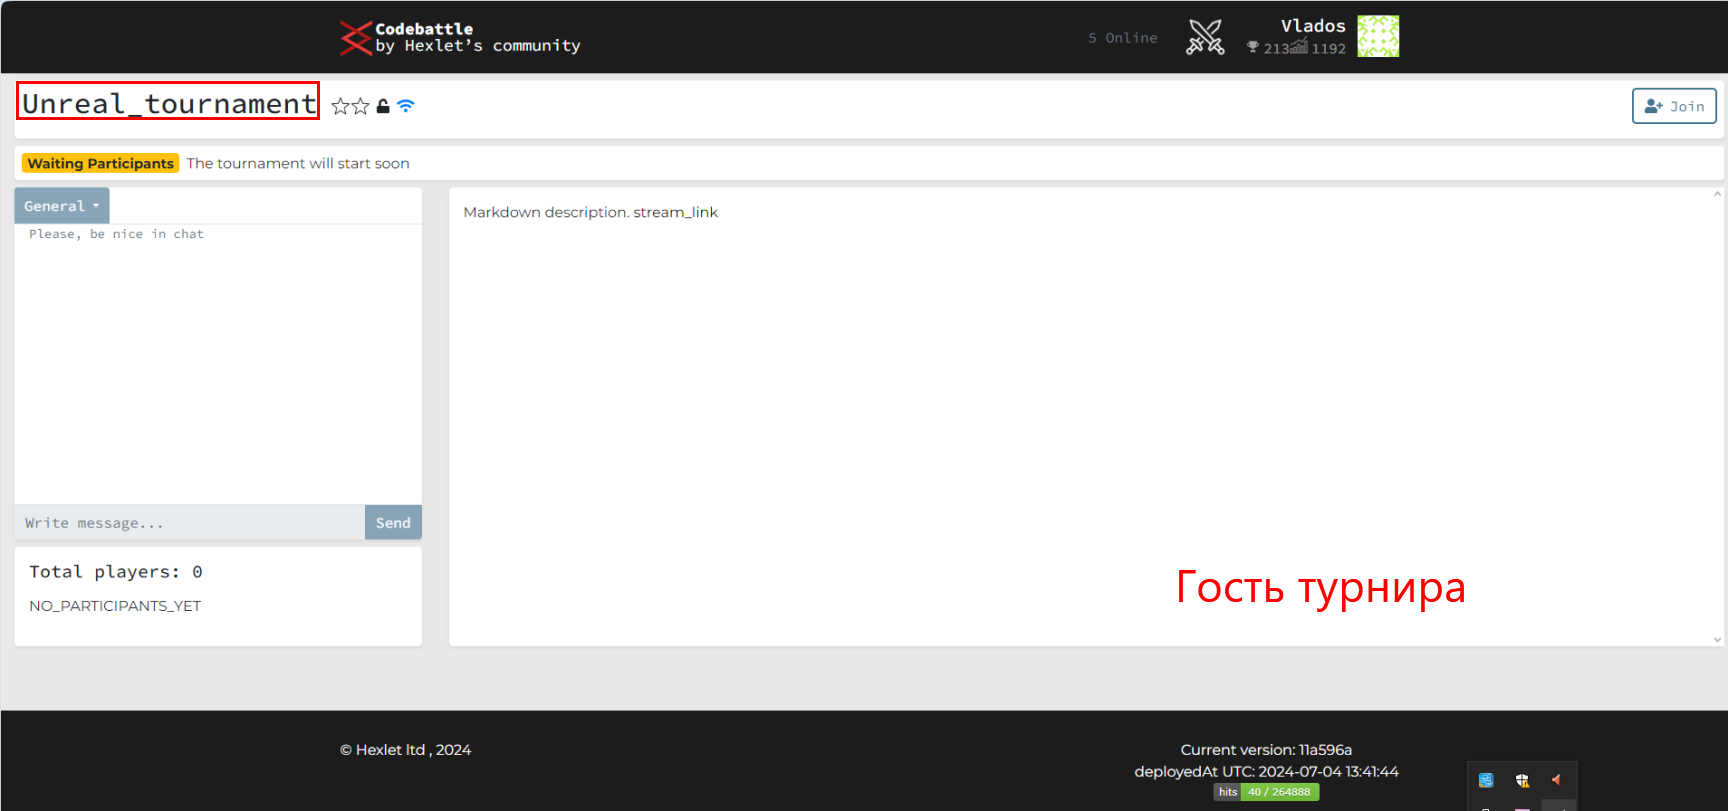 Codebattle
by Hexlet’s community
5 Online
Vlados
213 1192
Unreal_tournament
Join
Waiting Participants The tournament will start soon
General
Please, be nice in chat
Markdown description. stream_link
Write message...
Send
Total players: 0
NO_PARTICIPANTS_YET
Гость турнира
© Hexlet ltd , 2024
Current version: 11a596a
deployedAt UTC: 2024-07-04 13:41:44
hits 40 / 264888